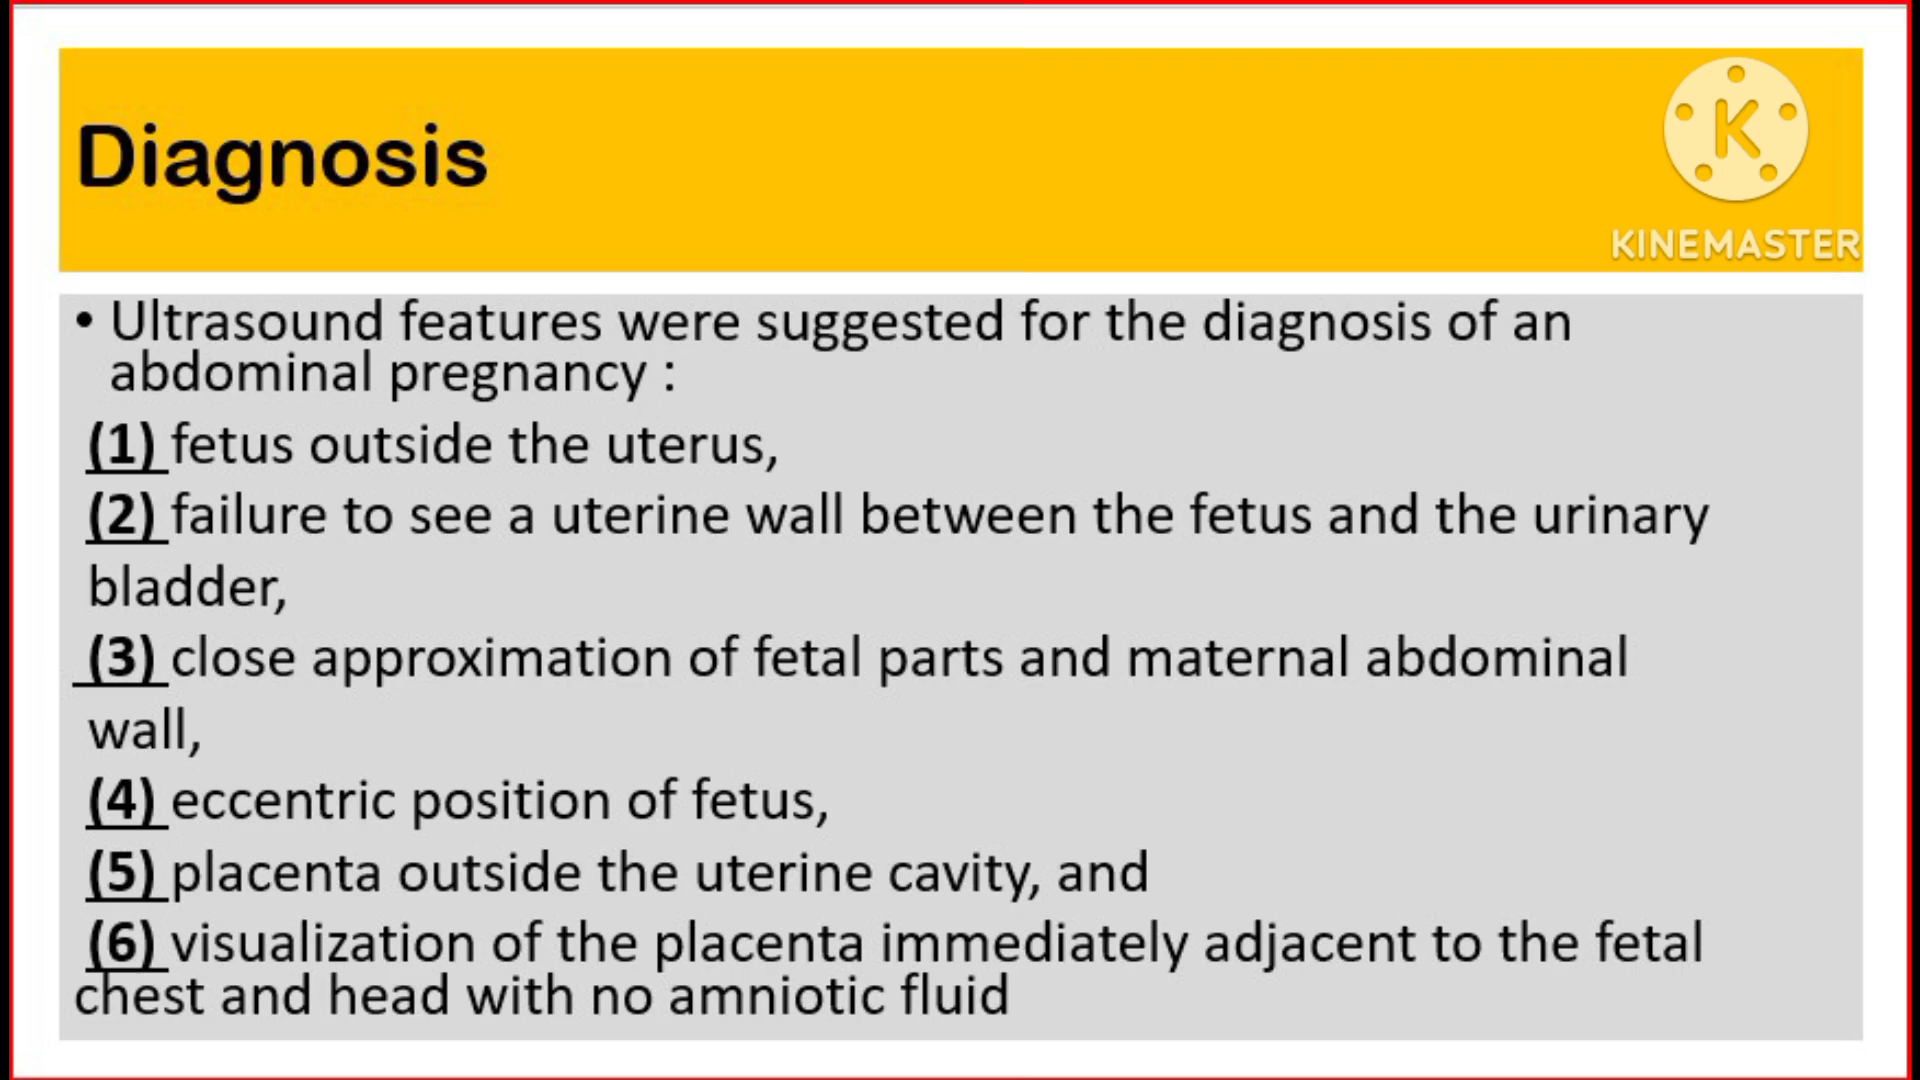 Diagnosis
K
KINEMASTER
• Ultrasound features were suggested for the diagnosis of an
abdominal pregnancy :
(1) fetus outside the uterus,
(2) failure to see a uterine wall between the fetus and the urinary
bladder,
(3) close approximation of fetal parts and maternal abdominal
wall,
(4) eccentric position of fetus,
(5) placenta outside the uterine cavity, and
(6) visualization of the placenta immediately adjacent to the fetal
chest and head with no amniotic fluid